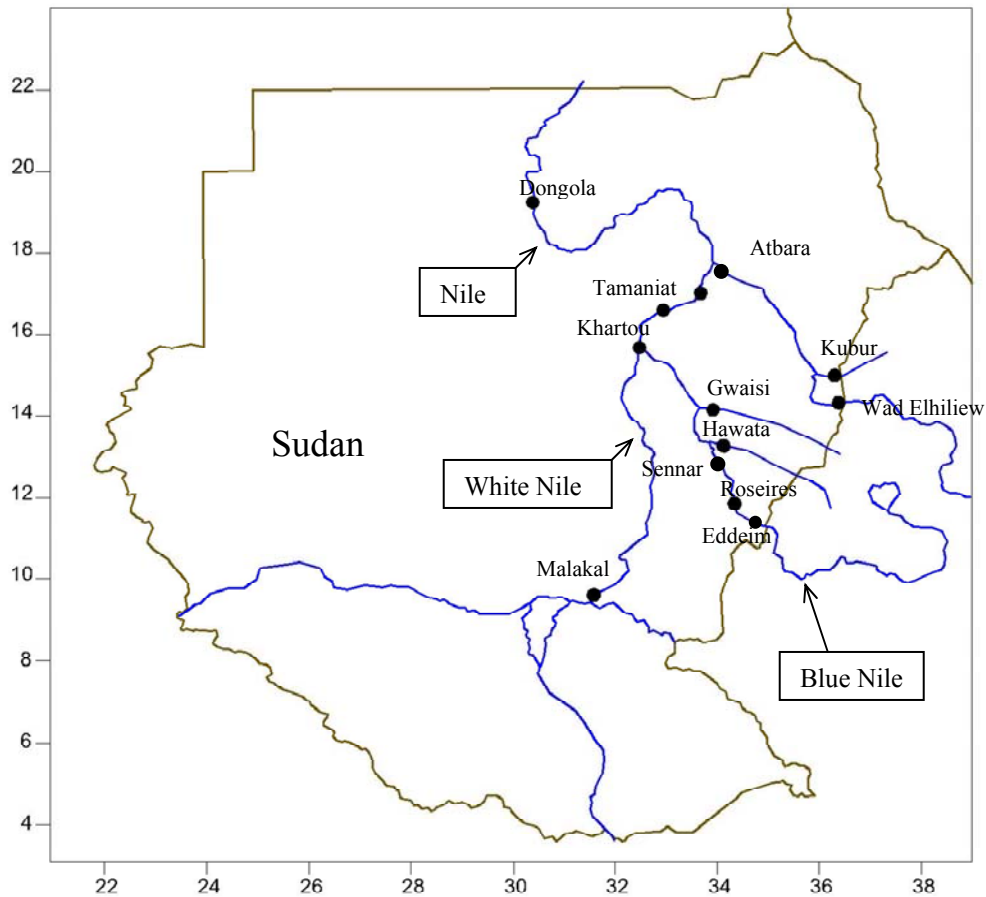 22
20
Dongola
18
Atbara
Nile
Tamaniat
16
Khartou
Kubur
Gwaisi
14
Wad Elhiliew
Hawata
Sudan
Sennar
White Nile
Roseires
12
Eddeim
10
Malakal
8
Blue Nile
6
4
22 24 26 28 30 32 34 36 38